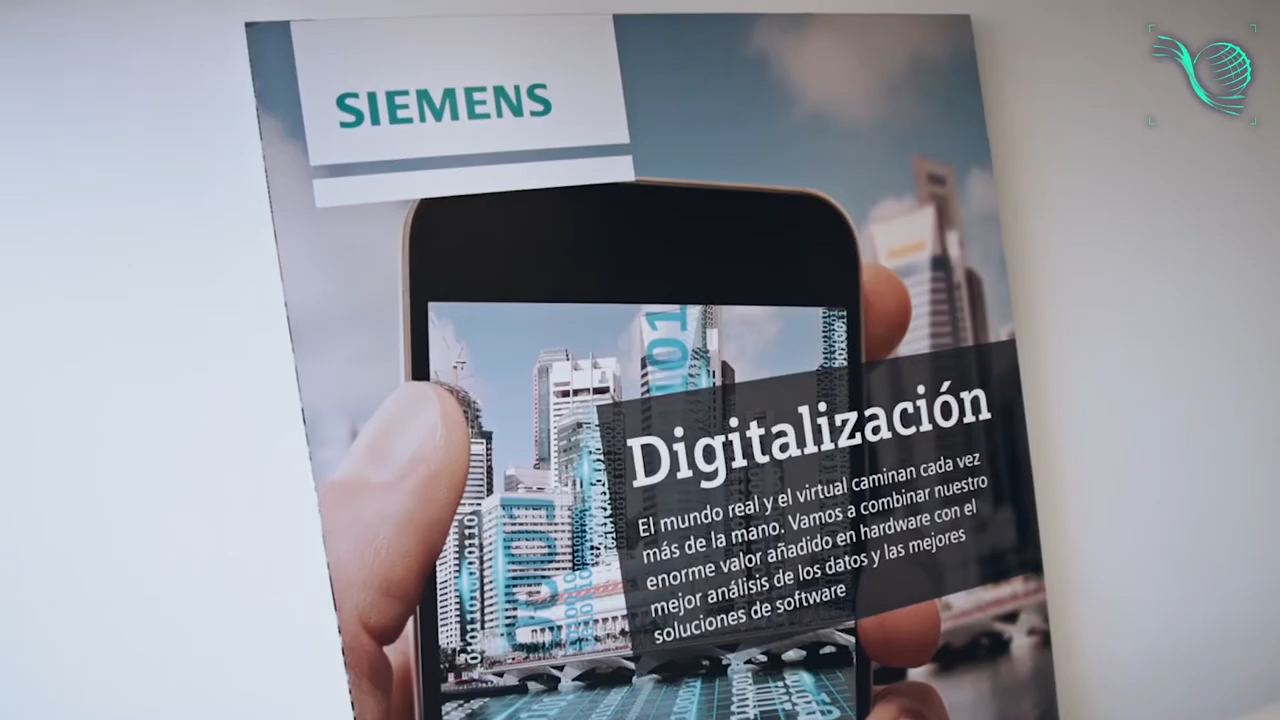 SIEMENS
Digitalización
El mundo real y el virtual caminan cada vez
más de la mano. Vamos a combinar nuestro
enorme valor añadido en hardware con el
mejor análisis de los datos y las mejores
soluciones de software